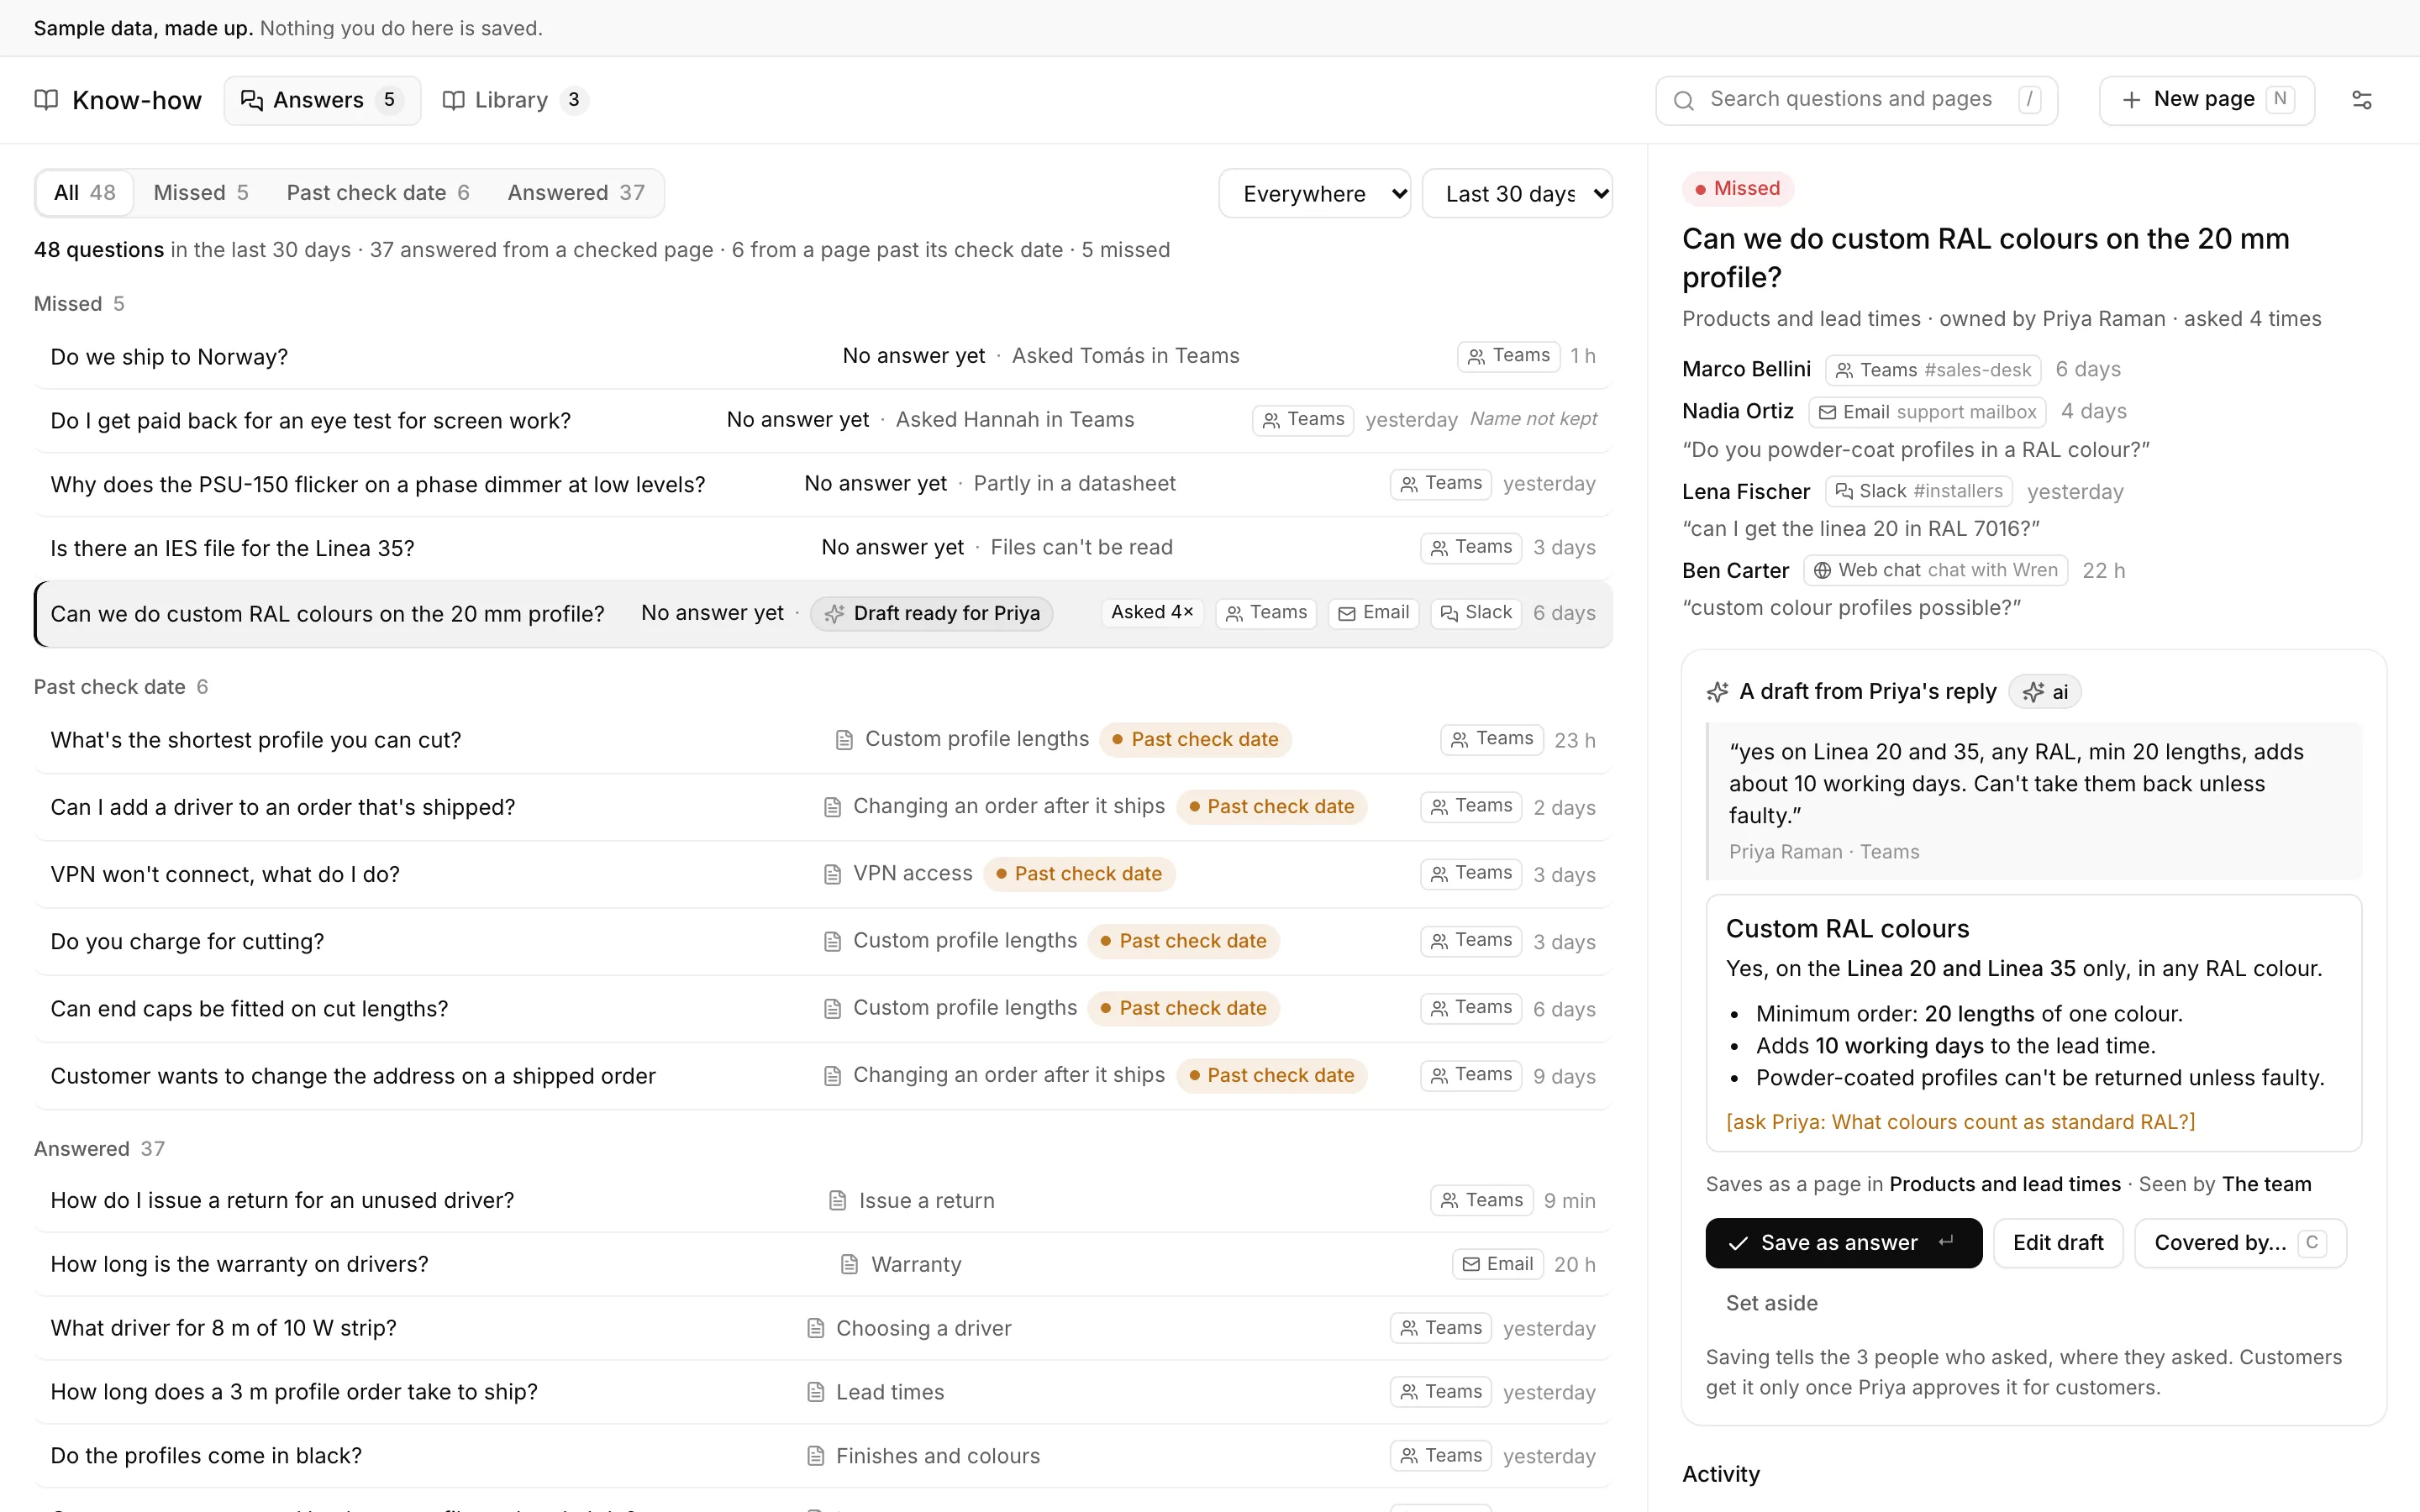 Sample data, made up. Nothing you do here is saved.
Know-how
Answers 5
Library 3
Search questions and pages /
New page N
All 48
Missed 5
Past check date 6
Answered 37
Everywhere
Last 30 days
48 questions in the last 30 days · 37 answered from a checked page · 6 from a page past its check date · 5 missed
Missed 5
Do we ship to Norway? No answer yet · Asked Tomás in Teams Teams 1 h
Do I get paid back for an eye test for screen work? No answer yet · Asked Hannah in Teams Teams yesterday Name not kept
Why does the PSU-150 flicker on a phase dimmer at low levels? No answer yet · Partly in a datasheet Teams yesterday
Is there an IES file for the Linea 35? No answer yet · Files can't be read Teams 3 days
Can we do custom RAL colours on the 20 mm profile? No answer yet · Draft ready for Priya Asked 4× Teams Email Slack 6 days
Past check date 6
What's the shortest profile you can cut? Custom profile lengths Past check date Teams 23 h
Can I add a driver to an order that's shipped? Changing an order after it ships Past check date Teams 2 days
VPN won't connect, what do I do? VPN access Past check date Teams 3 days
Do you charge for cutting? Custom profile lengths Past check date Teams 3 days
Can end caps be fitted on cut lengths? Custom profile lengths Past check date Teams 6 days
Customer wants to change the address on a shipped order Changing an order after it ships Past check date Teams 9 days
Answered 37
How do I issue a return for an unused driver? Issue a return Teams 9 min
How long is the warranty on drivers? Warranty Email 20 h
What driver for 8 m of 10 W strip? Choosing a driver Teams yesterday
How long does a 3 m profile order take to ship? Lead times Teams yesterday
Do the profiles come in black? Finishes and colours Teams yesterday
Missed
Can we do custom RAL colours on the 20 mm
profile?
Products and lead times · owned by Priya Raman · asked 4 times
Marco Bellini Teams #sales-desk 6 days
Nadia Ortiz Email support mailbox 4 days
“Do you powder-coat profiles in a RAL colour?”
Lena Fischer Slack #installers yesterday
“can I get the linea 20 in RAL 7016?”
Ben Carter Web chat chat with Wren 22 h
“custom colour profiles possible?”
A draft from Priya's reply ai
“yes on Linea 20 and 35, any RAL, min 20 lengths, adds
about 10 working days. Can't take them back unless
faulty.”
Priya Raman · Teams
Custom RAL colours
Yes, on the Linea 20 and Linea 35 only, in any RAL colour.
• Minimum order: 20 lengths of one colour.
• Adds 10 working days to the lead time.
• Powder-coated profiles can't be returned unless faulty.
[ask Priya: What colours count as standard RAL?]
Saves as a page in Products and lead times · Seen by The team
Save as answer ↵
Edit draft
Covered by... C
Set aside
Saving tells the 3 people who asked, where they asked. Customers
get it only once Priya approves it for customers.
Activity